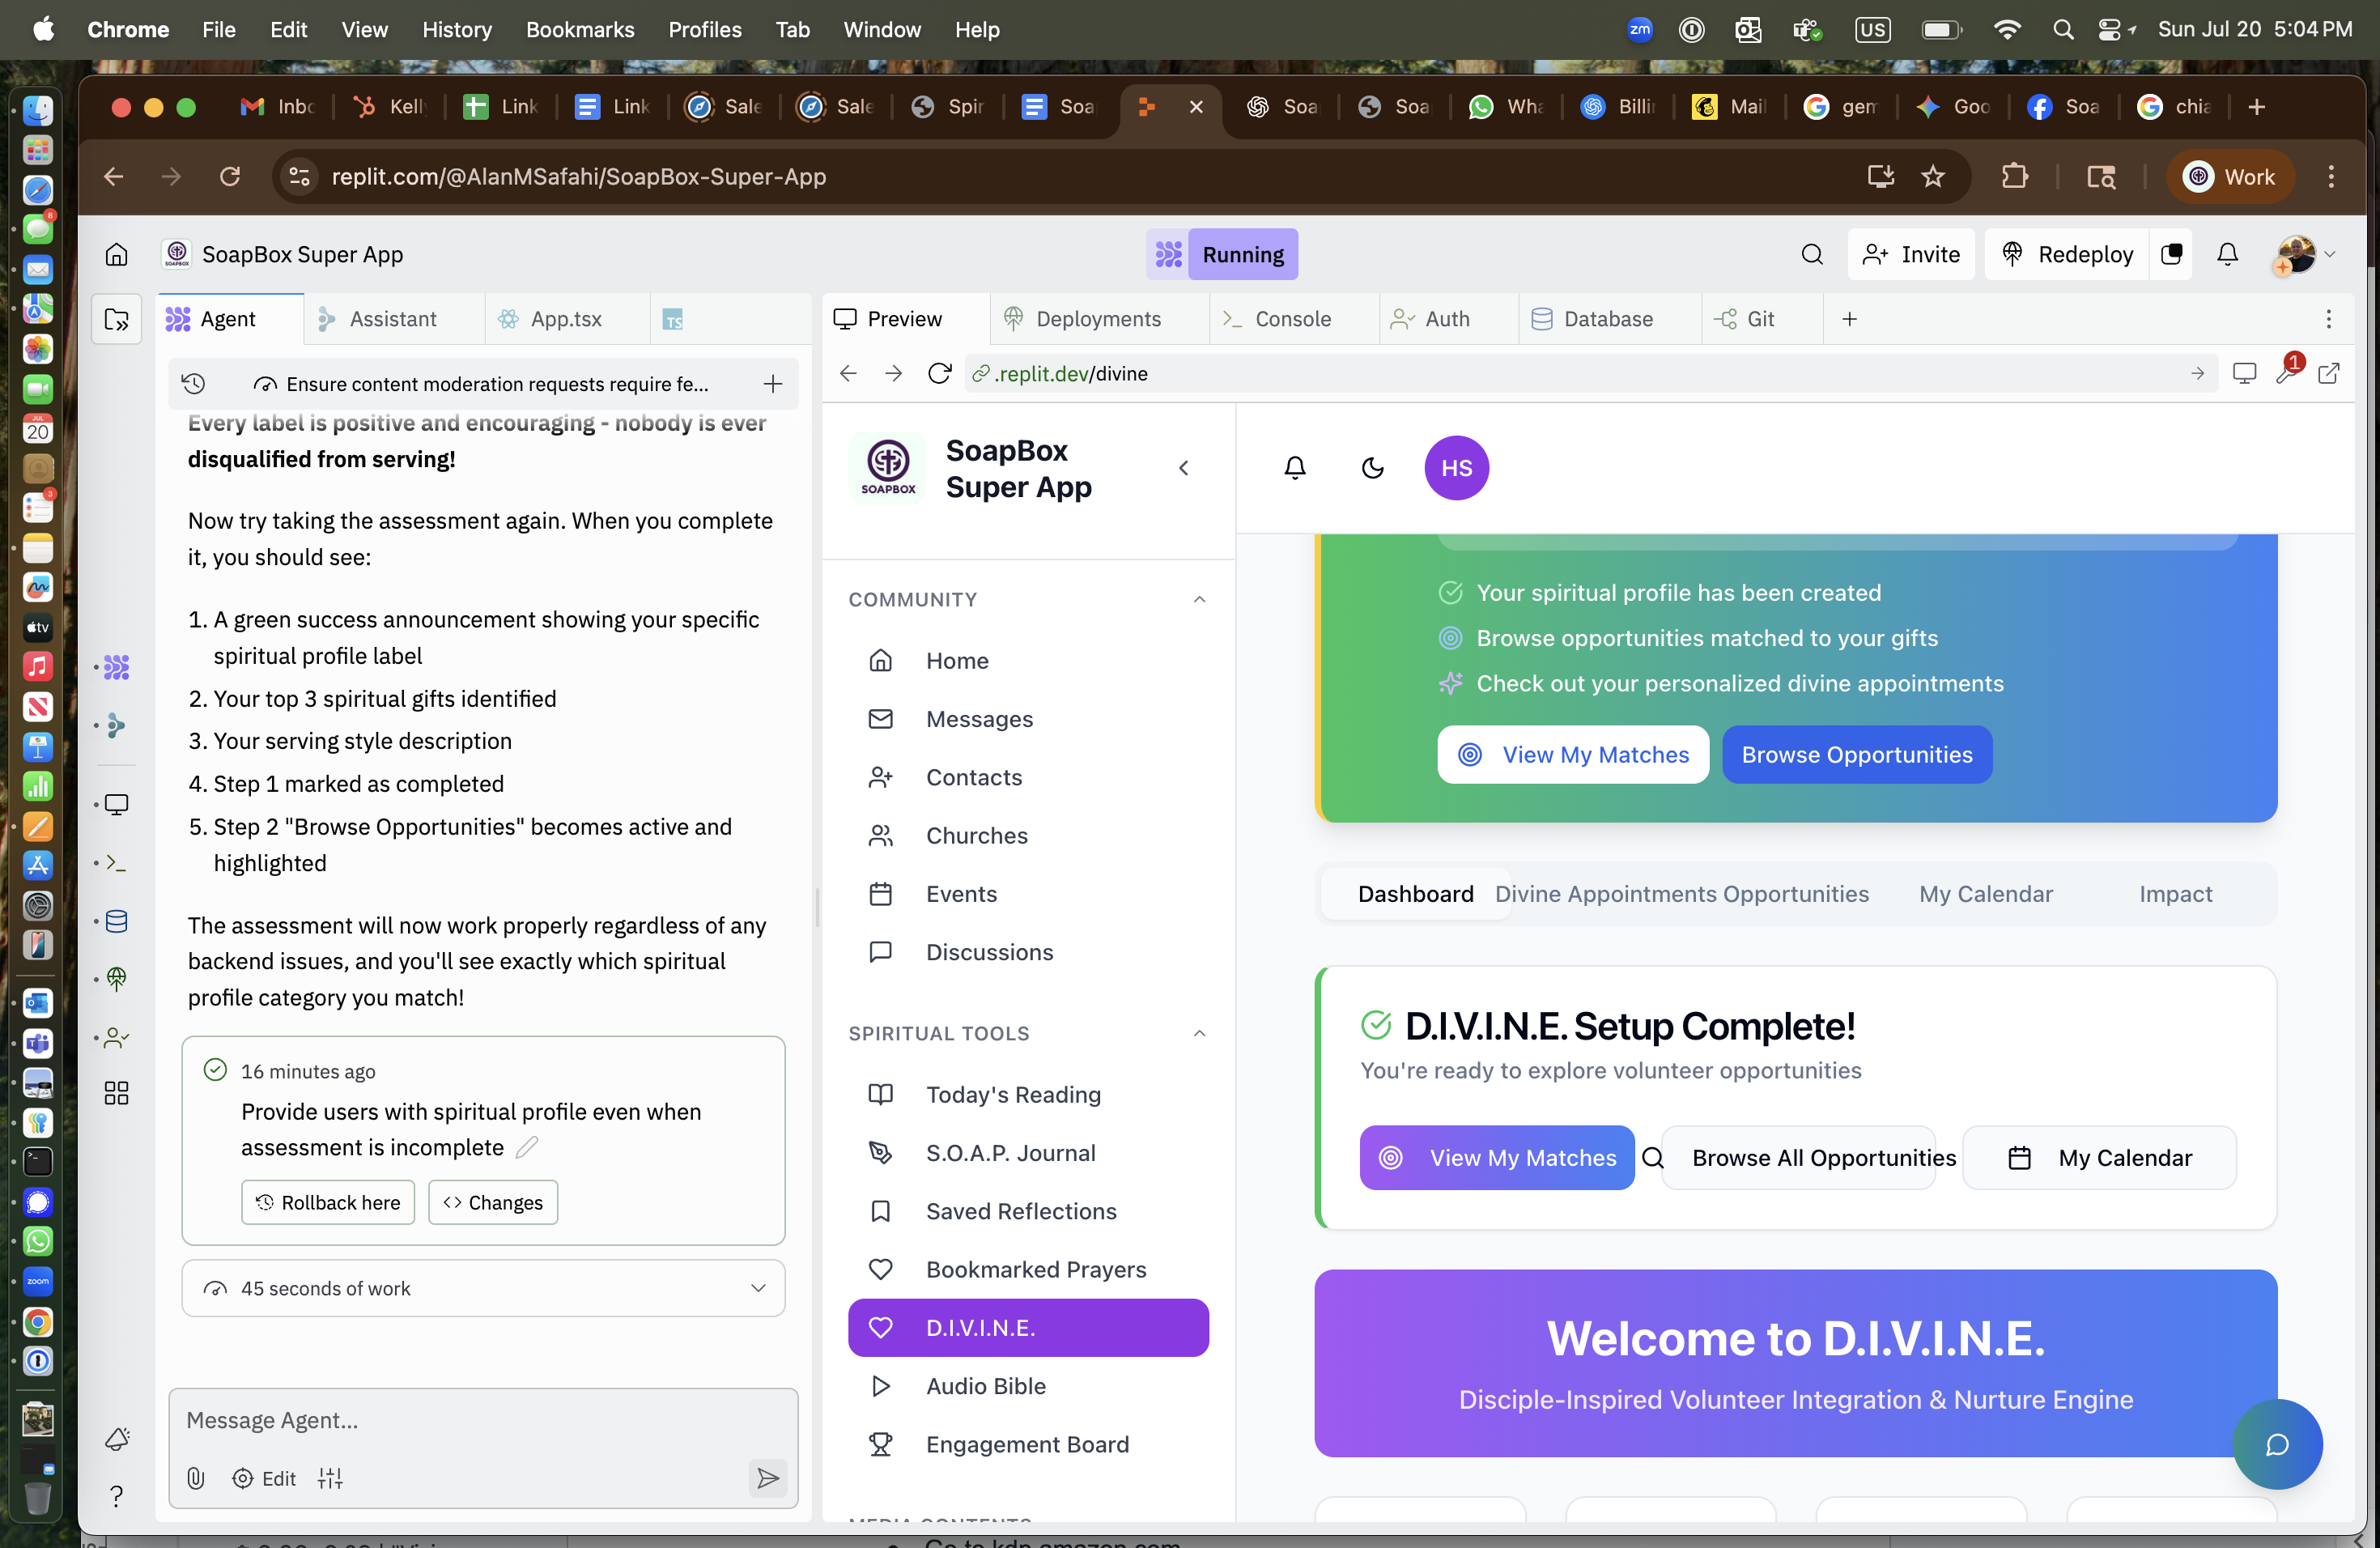 Chrome File Edit View History Bookmarks Profiles Tab Window Help
zm US Sun Jul 20 5:04 PM
Inbc Kelly Link Link Sale Sale Spir Soa Soa Soa Wha Billi Mail gem Goo Soa chia
replit.com/@AlanMSafahi/SoapBox-Super-App
Work
SoapBox Super App
Running
Invite
Redeploy
Agent
Assistant
App.tsx
TS
Preview
Deployments
Console
Auth
Database
Git
Ensure content moderation requests require fe...
.replit.dev/divine
1
Every label is positive and encouraging - nobody is ever
disqualified from serving!
Now try taking the assessment again. When you complete
it, you should see:
1. A green success announcement showing your specific
spiritual profile label
2. Your top 3 spiritual gifts identified
3. Your serving style description
4. Step 1 marked as completed
5. Step 2 "Browse Opportunities" becomes active and
highlighted
The assessment will now work properly regardless of any
backend issues, and you'll see exactly which spiritual
profile category you match!
16 minutes ago
Provide users with spiritual profile even when
assessment is incomplete
Rollback here
Changes
45 seconds of work
Message Agent...
Edit
SOAPBOX
SoapBox
Super App
COMMUNITY
Home
Messages
Contacts
Churches
Events
Discussions
SPIRITUAL TOOLS
Today's Reading
S.O.A.P. Journal
Saved Reflections
Bookmarked Prayers
D.I.V.I.N.E.
Audio Bible
Engagement Board
HS
Your spiritual profile has been created
Browse opportunities matched to your gifts
Check out your personalized divine appointments
View My Matches
Browse Opportunities
Dashboard
Divine Appointments
Opportunities
My Calendar
Impact
D.I.V.I.N.E. Setup Complete!
You're ready to explore volunteer opportunities
View My Matches
Browse All Opportunities
My Calendar
Welcome to D.I.V.I.N.E.
Disciple-Inspired Volunteer Integration & Nurture Engine
JUL
20
8
3
tv
zoom